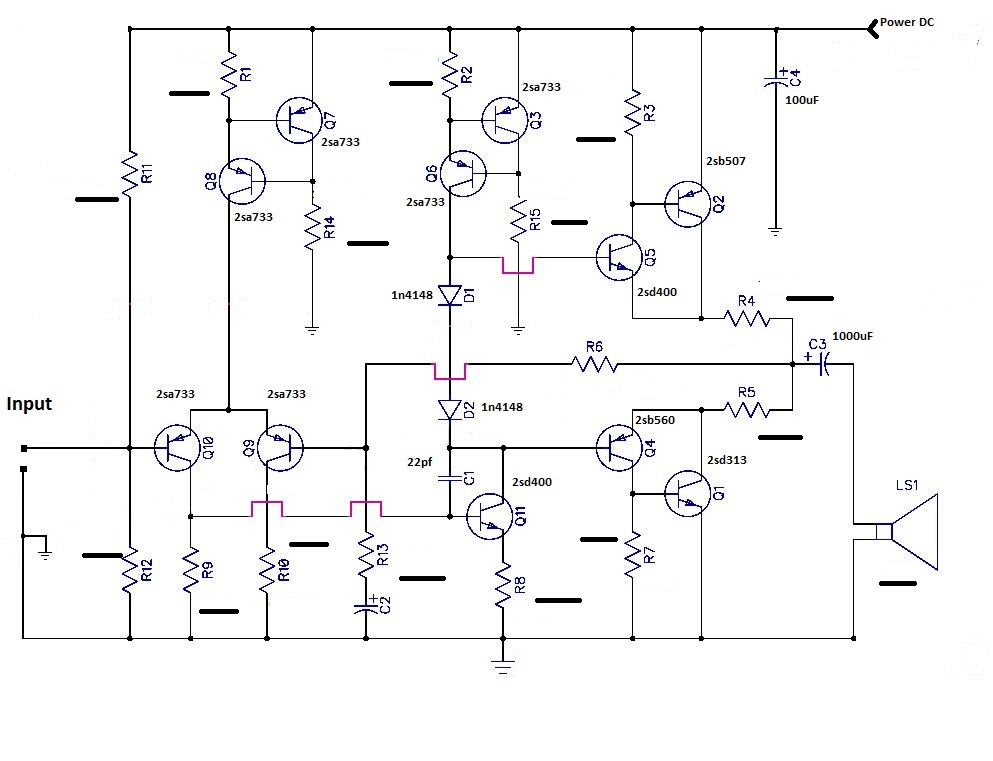 Power DC
R1
R2
C4
+
100uF
2sa733
Q7
Q3
R3
2sa733
R11
Q8
Q6
2sb507
Q2
2sa733
2sa733
R14
R15
Q5
1n4148
D1
2sd400
R4
1000uF
C3
+
R6
Input
2sa733
2sa733
D2
1n4148
R5
2sb560
Q10
Q9
Q4
22pf
C1
2sd400
2sd313
Q1
LS1
Q11
R12
R9
R10
R13
R8
R7
+
C2